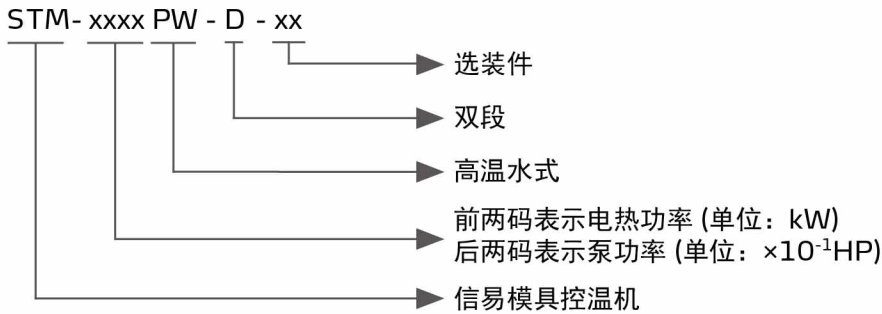 STM- xxxx PW - D - xx
选装件
双段
高温水式
前两码表示电热功率 (单位：kW)
后两码表示泵功率 (单位：×10⁻¹HP)
信易模具控温机